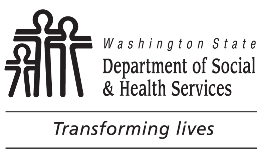 Washington State
Department of Social
& Health Services
Transforming lives